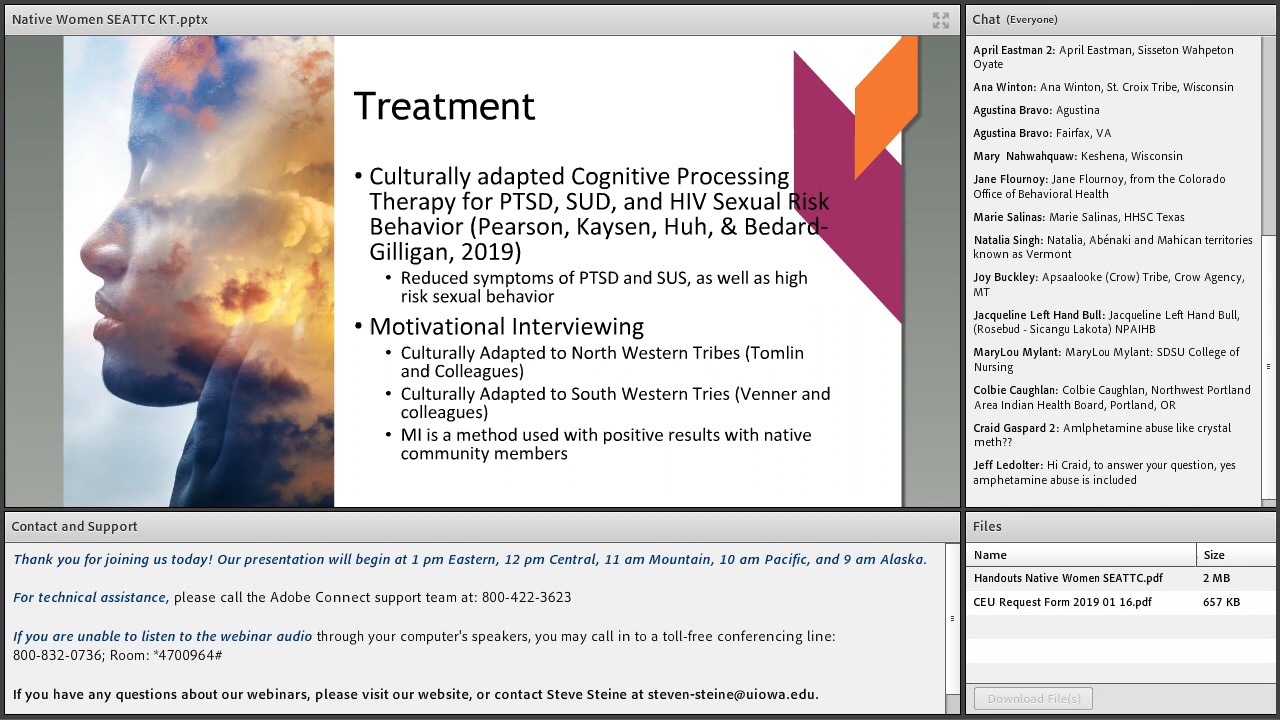 Native Women SEATTC KT.pptx
Treatment
• Culturally adapted Cognitive Processing
Therapy for PTSD, SUD, and HIV Sexual Risk
Behavior (Pearson, Kaysen, Huh, & Bedard-
Gilligan, 2019)
• Reduced symptoms of PTSD and SUS, as well as high
risk sexual behavior
• Motivational Interviewing
• Culturally Adapted to North Western Tribes (Tomlin
and Colleagues)
• Culturally Adapted to South Western Tries (Venner and
colleagues)
• MI is a method used with positive results with native
community members
Chat (Everyone)
April Eastman 2: April Eastman, Sisseton Wahpeton
Oyate
Ana Winton: Ana Winton, St. Croix Tribe, Wisconsin
Agustina Bravo: Agustina
Agustina Bravo: Fairfax, VA
Mary Nahwahquaw: Keshena, Wisconsin
Jane Flournoy: Jane Flournoy, from the Colorado
Office of Behavioral Health
Marie Salinas: Marie Salinas, HHSC Texas
Natalia Singh: Natalia, Abénaki and Mahican territories
known as Vermont
Joy Buckley: Apsaalooke (Crow) Tribe, Crow Agency,
MT
Jacqueline Left Hand Bull: Jacqueline Left Hand Bull,
(Rosebud - Sicangu Lakota) NPAIHB
MaryLou Mylant: MaryLou Mylant: SDSU College of
Nursing
Colbie Caughlan: Colbie Caughlan, Northwest Portland
Area Indian Health Board, Portland, OR
Craid Gaspard 2: Amlphetamine abuse like crystal
meth??
Jeff Ledolter: Hi Craid, to answer your question, yes
amphetamine abuse is included
Contact and Support
Thank you for joining us today! Our presentation will begin at 1 pm Eastern, 12 pm Central, 11 am Mountain, 10 am Pacific, and 9 am Alaska.
For technical assistance, please call the Adobe Connect support team at: 800-422-3623
If you are unable to listen to the webinar audio through your computer's speakers, you may call in to a toll-free conferencing line:
800-832-0736; Room: *4700964#
If you have any questions about our webinars, please visit our website, or contact Steve Steine at steven-steine@uiowa.edu.
Files
Name Size
Handouts Native Women SEATTC.pdf 2 MB
CEU Request Form 2019 01 16.pdf 657 KB
Download File(s)